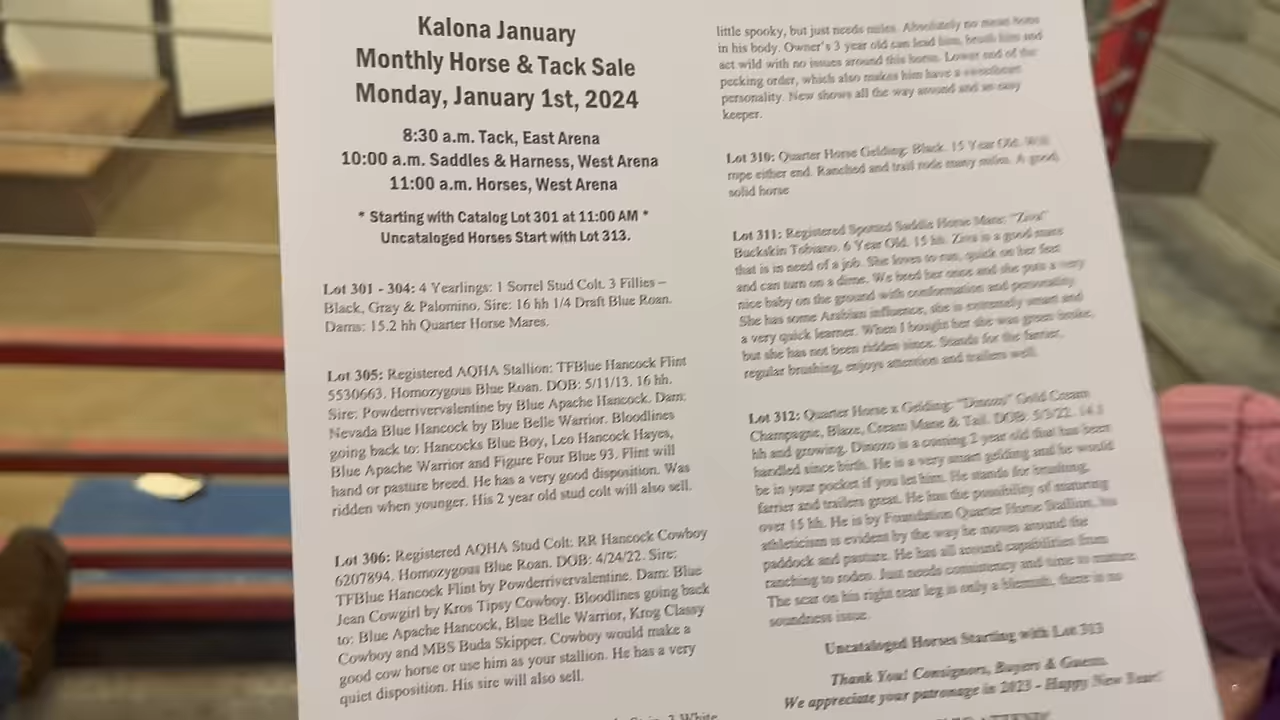 Kalona January
Monthly Horse & Tack Sale
Monday, January 1st, 2024
8:30 a.m. Tack, East Arena
10:00 a.m. Saddles & Harness, West Arena
11:00 a.m. Horses, West Arena
* Starting with Catalog Lot 301 at 11:00 AM *
Uncataloged Horses Start with Lot 313.
Lot 301 - 304: 4 Yearlings: 1 Sorrel Stud Colt. 3 Fillies –
Black, Gray & Palomino. Sire: 16 hh 1/4 Draft Blue Roan.
Dams: 15.2 hh Quarter Horse Mares.
Lot 305: Registered AQHA Stallion: TFBlue Hancock Flint
5530663. Homozygous Blue Roan. DOB: 5/11/13. 16 hh.
Sire: Powderrivervalentine by Blue Apache Hancock. Dam:
Nevada Blue Hancock by Blue Belle Warrior. Bloodlines
going back to: Hancocks Blue Boy, Leo Hancock Hayes,
Blue Apache Warrior and Figure Four Blue 93. Flint will
hand or pasture breed. He has a very good disposition. Was
ridden when younger. His 2 year old stud colt will also sell.
Lot 306: Registered AQHA Stud Colt: RR Hancock Cowboy
6207894. Homozygous Blue Roan. DOB: 4/24/22. Sire:
TFBlue Hancock Flint by Powderrivervalentine. Dam: Blue
Jean Cowgirl by Kros Tipsy Cowboy. Bloodlines going back
to: Blue Apache Hancock, Blue Belle Warrior, Krog Classy
Cowboy and MBS Buda Skipper. Cowboy would make a
good cow horse or use him as your stallion. He has a very
quiet disposition. His sire will also sell.
3 White
little spooky, but just needs miles. Absolutely no mean bone
in his body. Owner's 3 year old can lead him, brush him and
act wild with no issues around this horse. Lower end of the
pecking order, which also makes him have a sweetheart
personality. New shoes all the way around and an easy
keeper.
Lot 310: Quarter Horse Gelding: Black. 15 Year Old. Will
rope either end. Ranched and trail rode many miles. A good
solid horse
Lot 311: Registered Spotted Saddle Horse Mare: "Ziva"
Buckskin Tobiano. 6 Year Old. 15 hh. Ziva is a good mare
that is in need of a job. She loves to run, quick on her feet
and can turn on a dime. We breed her once and she puts a very
nice baby on the ground with conformation and personality.
She has some Arabian influence, she is extremely smart and
a very quick learner. When I bought her she was green broke,
but she has not been ridden since. Stands for the farrier,
regular brushing, enjoys attention and trailers well.
Lot 312: Quarter Horse x Gelding: "Dinozo" Gold Cream
Champagne, Blaze, Cream Mane & Tail. DOB: 5/3/22. 14.1
hh and growing. Dinozo is a coming 2 year old that has been
handled since birth. He is a very smart gelding and he would
be in your pocket if you let him. He stands for brushing,
farrier and trailers great. He has the possibility of maturing
over 15 hh. He is by Foundation Quarter Horse Stallion, his
athleticism is evident by the way he moves around the
paddock and pasture. He has all around capabilities from
ranching to rodeo. Just needs consistency and time to mature.
The scar on his right rear leg is only a blemish, there is no
soundness issue.
Uncataloged Horses Starting with Lot 313
Thank You! Consignors, Buyers & Guests.
We appreciate your patronage in 2023 - Happy New Year!